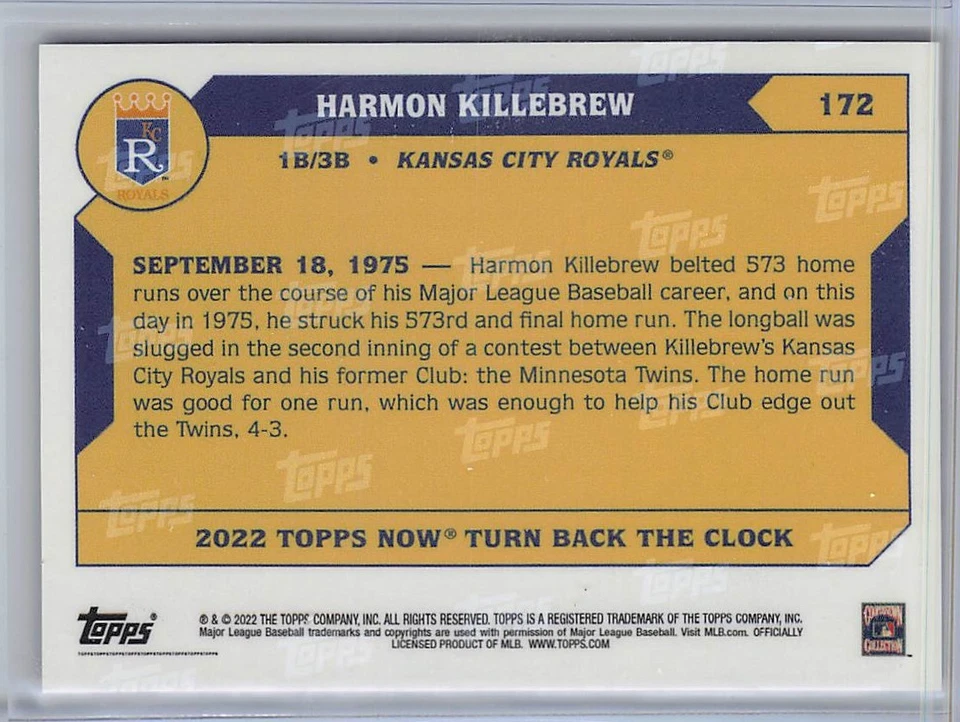 HARMON KILLEBREW
172
KC
R
ROYALS
1B/3B • KANSAS CITY ROYALS®
SEPTEMBER 18, 1975 — Harmon Killebrew belted 573 home
runs over the course of his Major League Baseball career, and on this
day in 1975, he struck his 573rd and final home run. The longball was
slugged in the second inning of a contest between Killebrew's Kansas
City Royals and his former Club: the Minnesota Twins. The home run
was good for one run, which was enough to help his Club edge out
the Twins, 4-3.
2022 TOPPS NOW® TURN BACK THE CLOCK
Topps®
® & © 2022 THE TOPPS COMPANY, INC. ALL RIGHTS RESERVED. TOPPS IS A REGISTERED TRADEMARK OF THE TOPPS COMPANY, INC.
Major League Baseball trademarks and copyrights are used with permission of Major League Baseball. Visit MLB.com. OFFICIALLY
LICENSED PRODUCT OF MLB. WWW.TOPPS.COM
COOPERSTOWN
COLLECTION